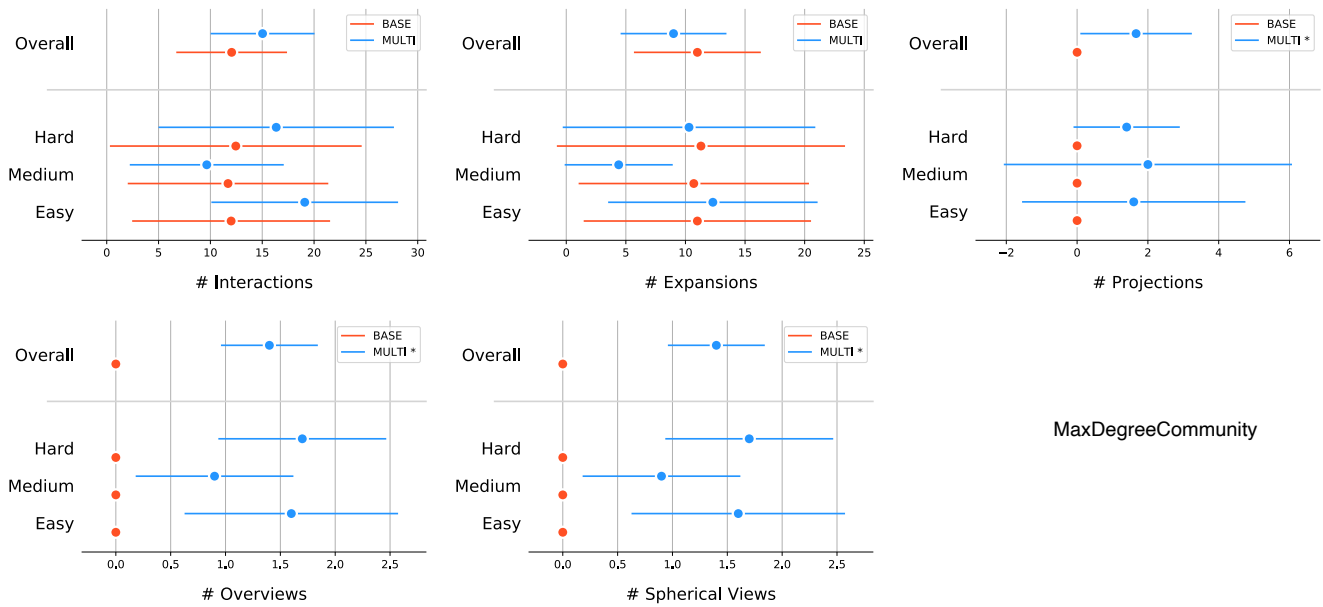 Overall
Hard
Medium
Easy
BASE
MULTI
0 5 10 15 20 25 30
# Interactions
Overall
Hard
Medium
Easy
BASE
MULTI
0 5 10 15 20 25
# Expansions
Overall
Hard
Medium
Easy
BASE
MULTI *
−2 0 2 4 6
# Projections
Overall
Hard
Medium
Easy
BASE
MULTI *
0.0 0.5 1.0 1.5 2.0 2.5
# Overviews
Overall
Hard
Medium
Easy
BASE
MULTI *
0.0 0.5 1.0 1.5 2.0 2.5
# Spherical Views
MaxDegreeCommunity